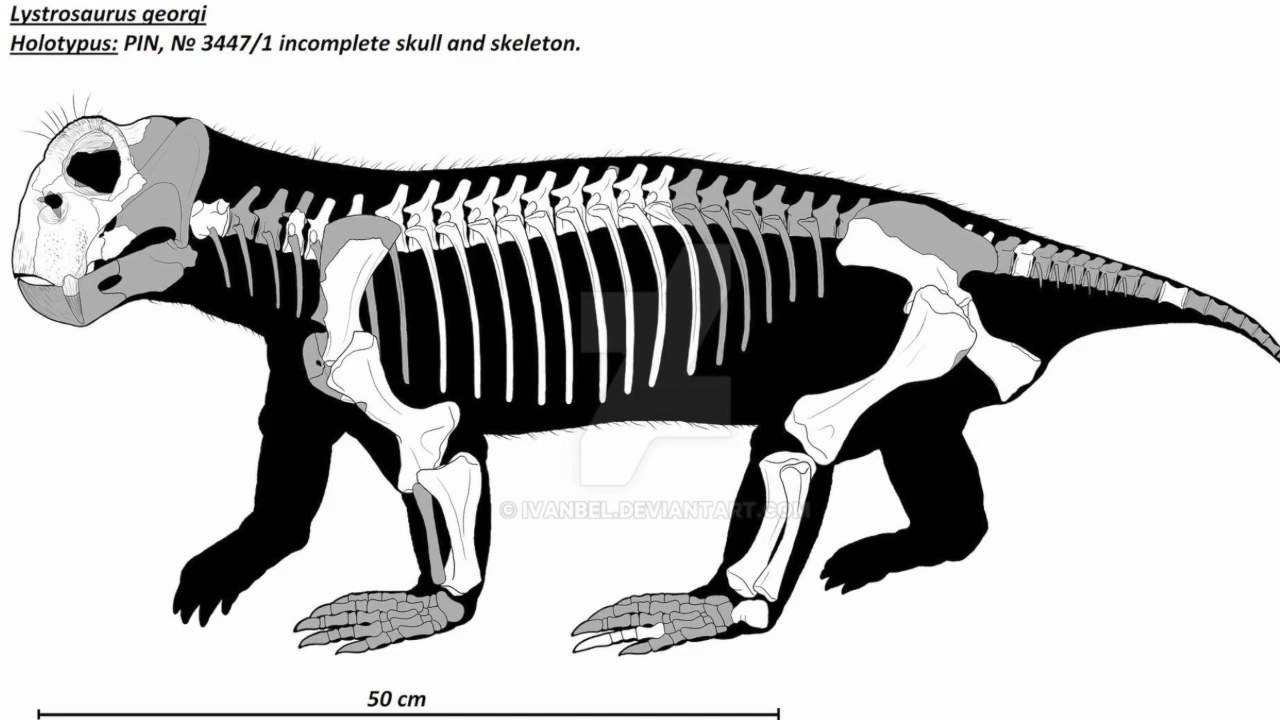 Lystrosaurus georgi
Holotypus: PIN, № 3447/1 incomplete skull and skeleton.
© IVANBEL.DEVIANTART.COM
50 cm